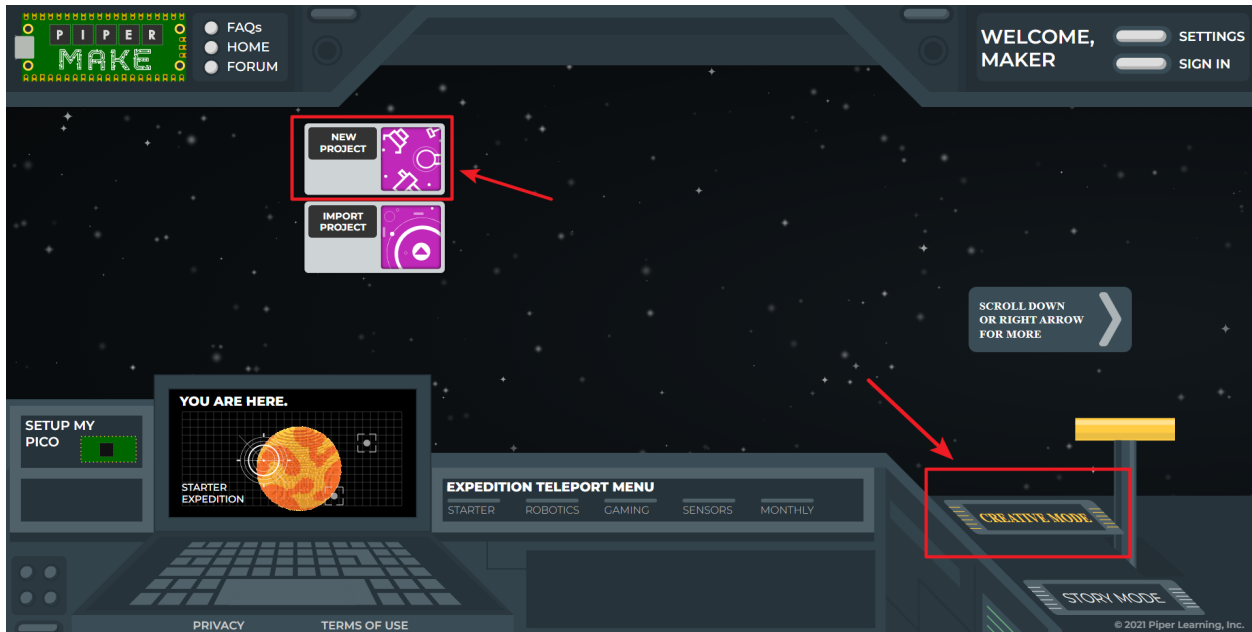 PIPER
MAKE
FAQs
HOME
FORUM
WELCOME,
MAKER
SETTINGS
SIGN IN
NEW
PROJECT
IMPORT
PROJECT
SCROLL DOWN
OR RIGHT ARROW
FOR MORE
SETUP MY
PICO
YOU ARE HERE.
STARTER
EXPEDITION
EXPEDITION TELEPORT MENU
STARTER ROBOTICS GAMING SENSORS MONTHLY
CREATIVE MODE
STORY MODE
PRIVACY TERMS OF USE
© 2021 Piper Learning, Inc.